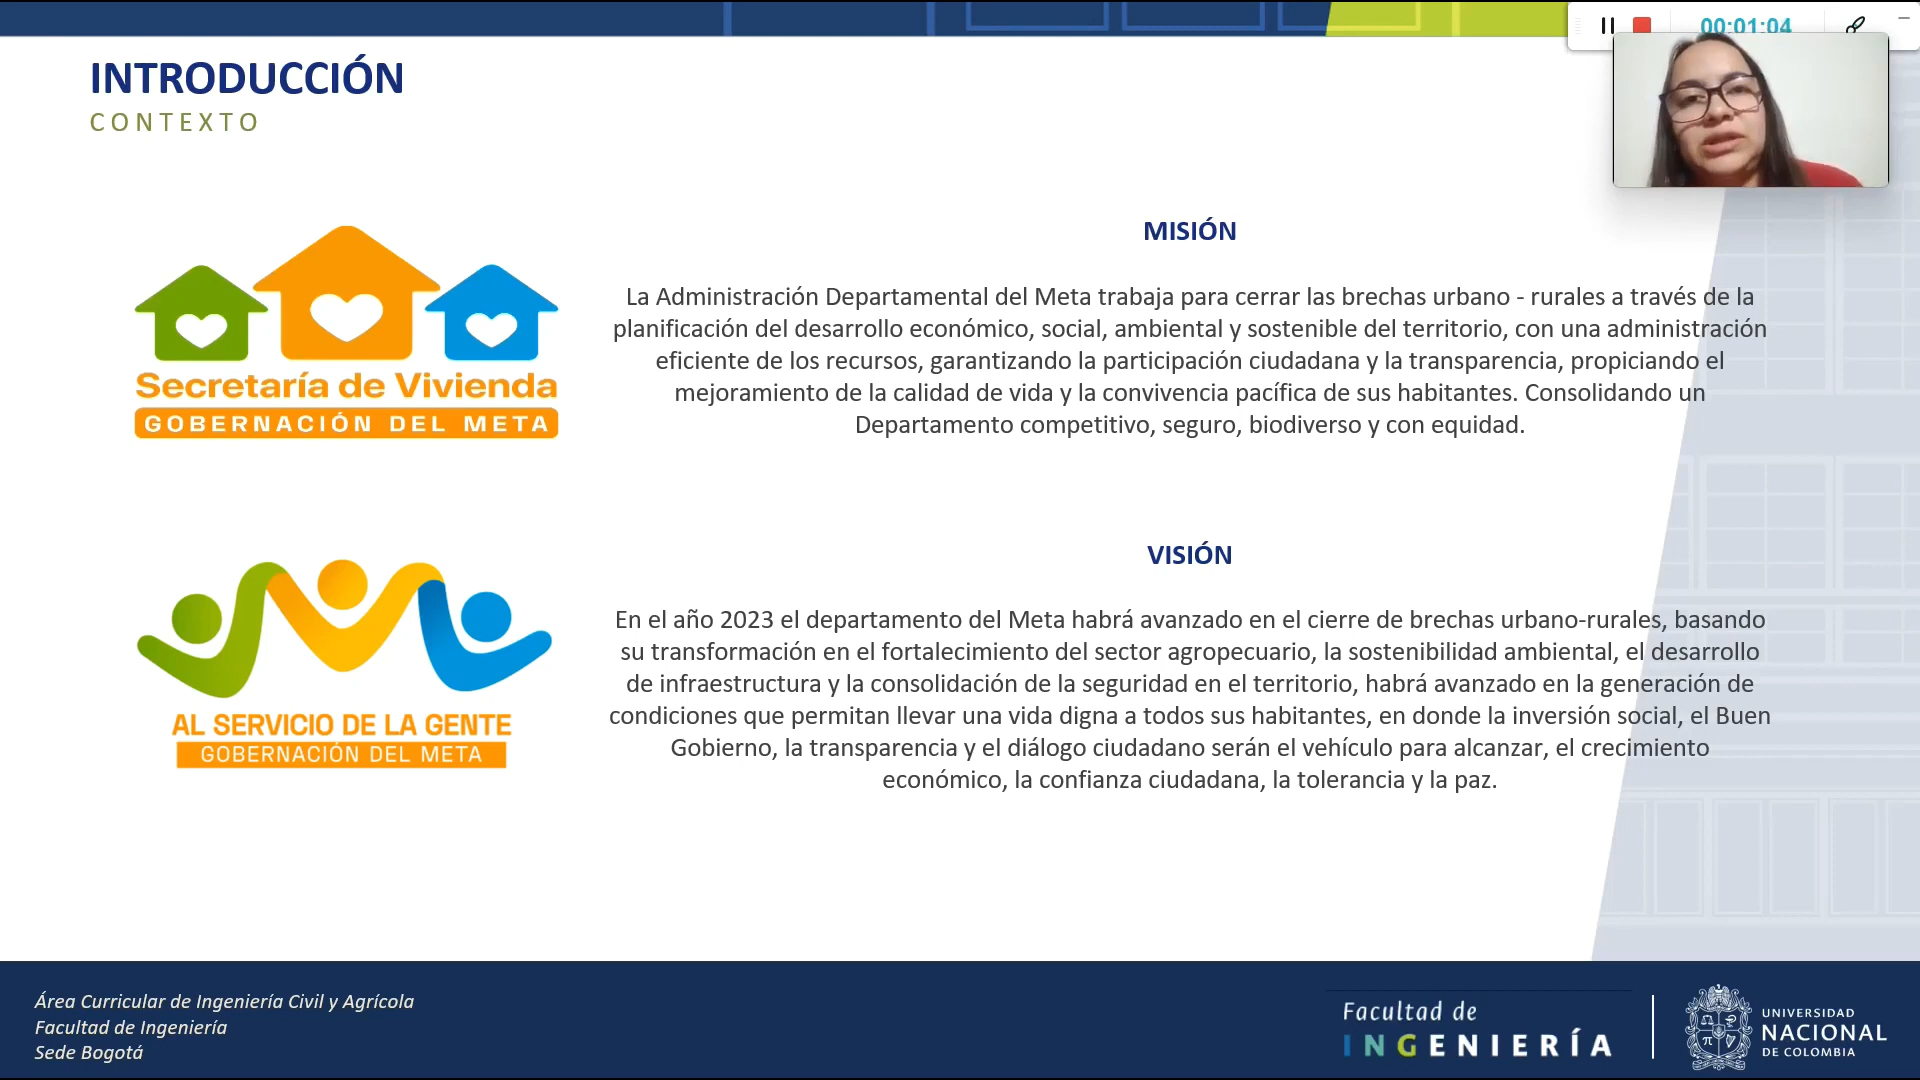 00:01:04
INTRODUCCIÓN
CONTEXTO
Secretaría de Vivienda
GOBERNACIÓN DEL META
MISIÓN
La Administración Departamental del Meta trabaja para cerrar las brechas urbano - rurales a través de la
planificación del desarrollo económico, social, ambiental y sostenible del territorio, con una administración
eficiente de los recursos, garantizando la participación ciudadana y la transparencia, propiciando el
mejoramiento de la calidad de vida y la convivencia pacífica de sus habitantes. Consolidando un
Departamento competitivo, seguro, biodiverso y con equidad.
AL SERVICIO DE LA GENTE
GOBERNACIÓN DEL META
VISIÓN
En el año 2023 el departamento del Meta habrá avanzado en el cierre de brechas urbano-rurales, basando
su transformación en el fortalecimiento del sector agropecuario, la sostenibilidad ambiental, el desarrollo
de infraestructura y la consolidación de la seguridad en el territorio, habrá avanzado en la generación de
condiciones que permitan llevar una vida digna a todos sus habitantes, en donde la inversión social, el Buen
Gobierno, la transparencia y el diálogo ciudadano serán el vehículo para alcanzar, el crecimiento
económico, la confianza ciudadana, la tolerancia y la paz.
Área Curricular de Ingeniería Civil y Agrícola
Facultad de Ingeniería
Sede Bogotá
Facultad de
INGENIERÍA
UNIVERSIDAD
NACIONAL
DE COLOMBIA